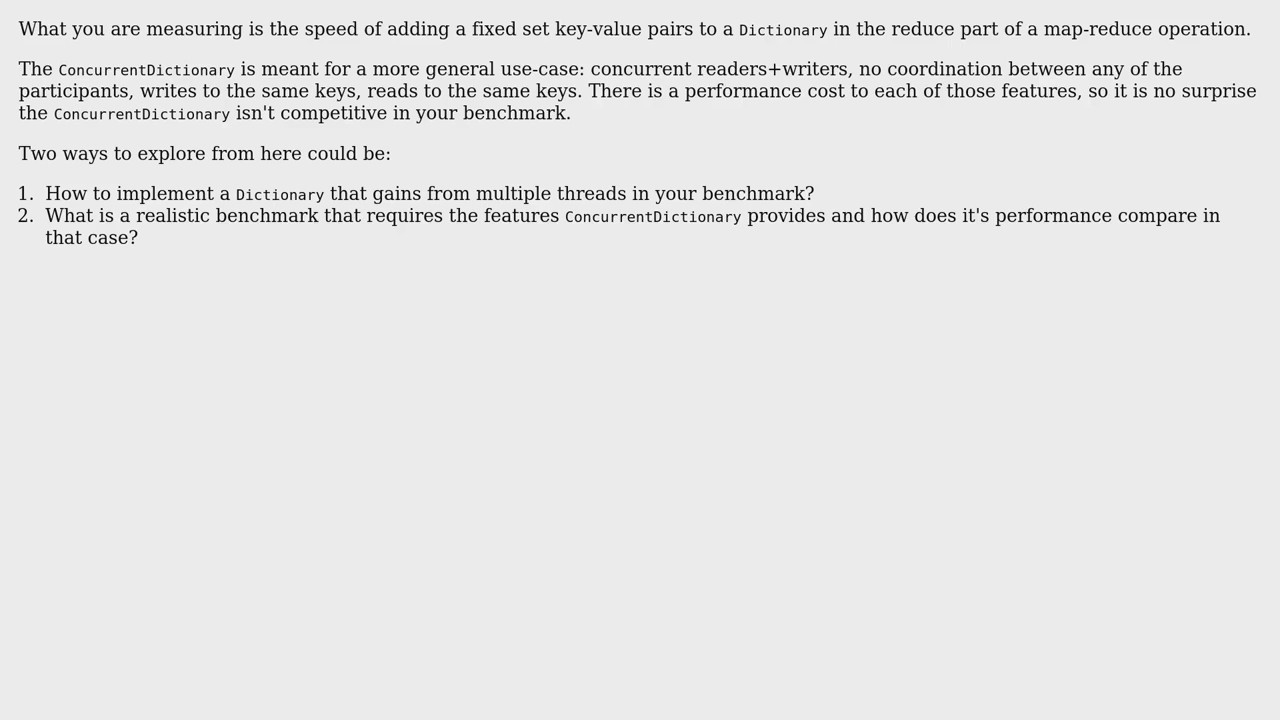 What you are measuring is the speed of adding a fixed set key-value pairs to a Dictionary in the reduce part of a map-reduce operation.
The ConcurrentDictionary is meant for a more general use-case: concurrent readers+writers, no coordination between any of the
participants, writes to the same keys, reads to the same keys. There is a performance cost to each of those features, so it is no surprise
the ConcurrentDictionary isn't competitive in your benchmark.
Two ways to explore from here could be:
1. How to implement a Dictionary that gains from multiple threads in your benchmark?
2. What is a realistic benchmark that requires the features ConcurrentDictionary provides and how does it's performance compare in
that case?